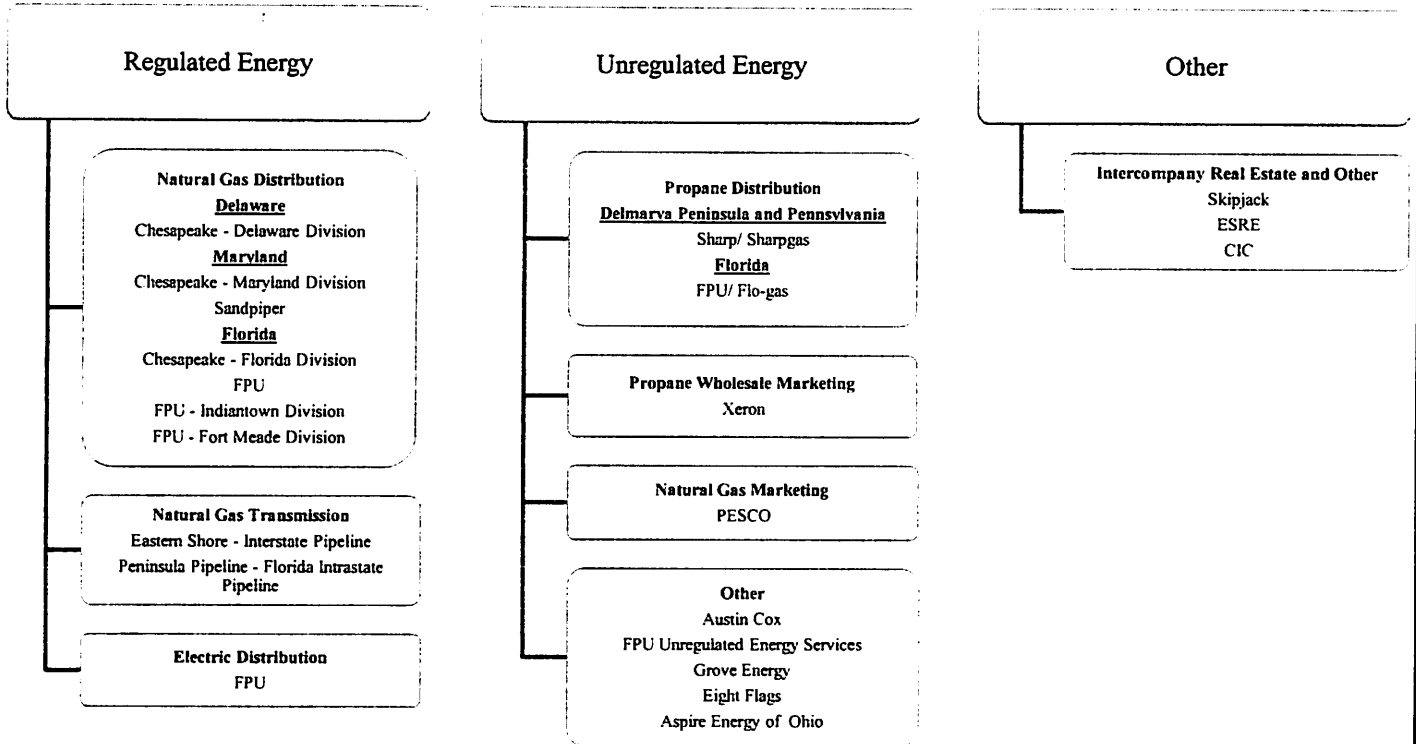 Regulated Energy
Natural Gas Distribution
Delaware
Chesapeake - Delaware Division
Maryland
Chesapeake - Maryland Division
Sandpiper
Florida
Chesapeake - Florida Division
FPU
FPU - Indiantown Division
FPU - Fort Meade Division
Natural Gas Transmission
Eastern Shore - Interstate Pipeline
Peninsula Pipeline - Florida Intrastate
Pipeline
Electric Distribution
FPU
Unregulated Energy
Propane Distribution
Delmarva Peninsula and Pennsylvania
Sharp/ Sharpgas
Florida
FPU/ Flo-gas
Propane Wholesale Marketing
Xeron
Natural Gas Marketing
PESCO
Other
Austin Cox
FPU Unregulated Energy Services
Grove Energy
Eight Flags
Aspire Energy of Ohio
Other
Intercompany Real Estate and Other
Skipjack
ESRE
CIC